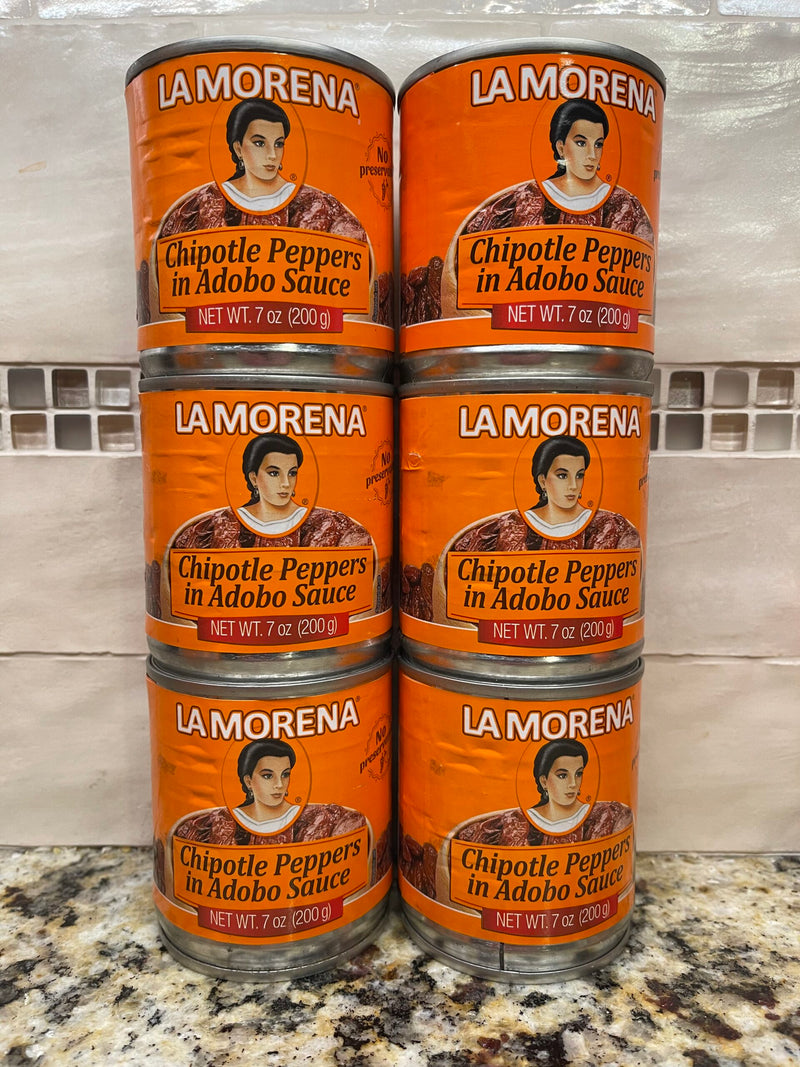 LA MORENA®
No
®
Chipotle Peppers
in Adobo Sauce
NET WT. 7 oz (200 g)
LA MORENA
®
Chipotle Peppers
in Adobo Sauce
NET WT. 7 oz (200 g)
LA MORENA®
No
®
Chipotle Peppers
in Adobo Sauce
NET WT. 7 oz (200 g)
LA MORENA®
®
Chipotle Peppers
in Adobo Sauce
NET WT. 7 oz (200 g)
LA MORENA®
No
®
Chipotle Peppers
in Adobo Sauce
NET WT. 7 oz (200 g)
LA MORENA®
®
Chipotle Peppers
in Adobo Sauce
NET WT. 7 oz (200 g)